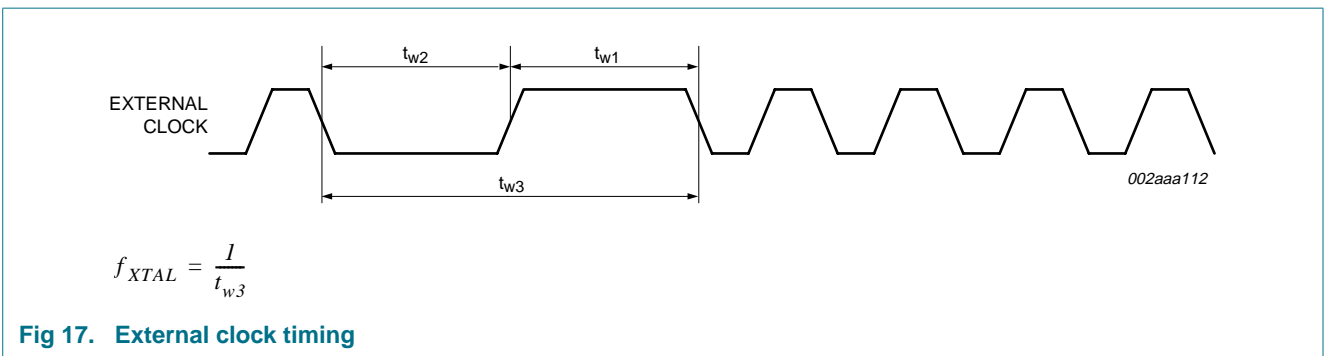 t_w2
t_w1
EXTERNAL
CLOCK
t_w3
002aaa112
f_XTAL = 1 / t_w3
Fig 17. External clock timing